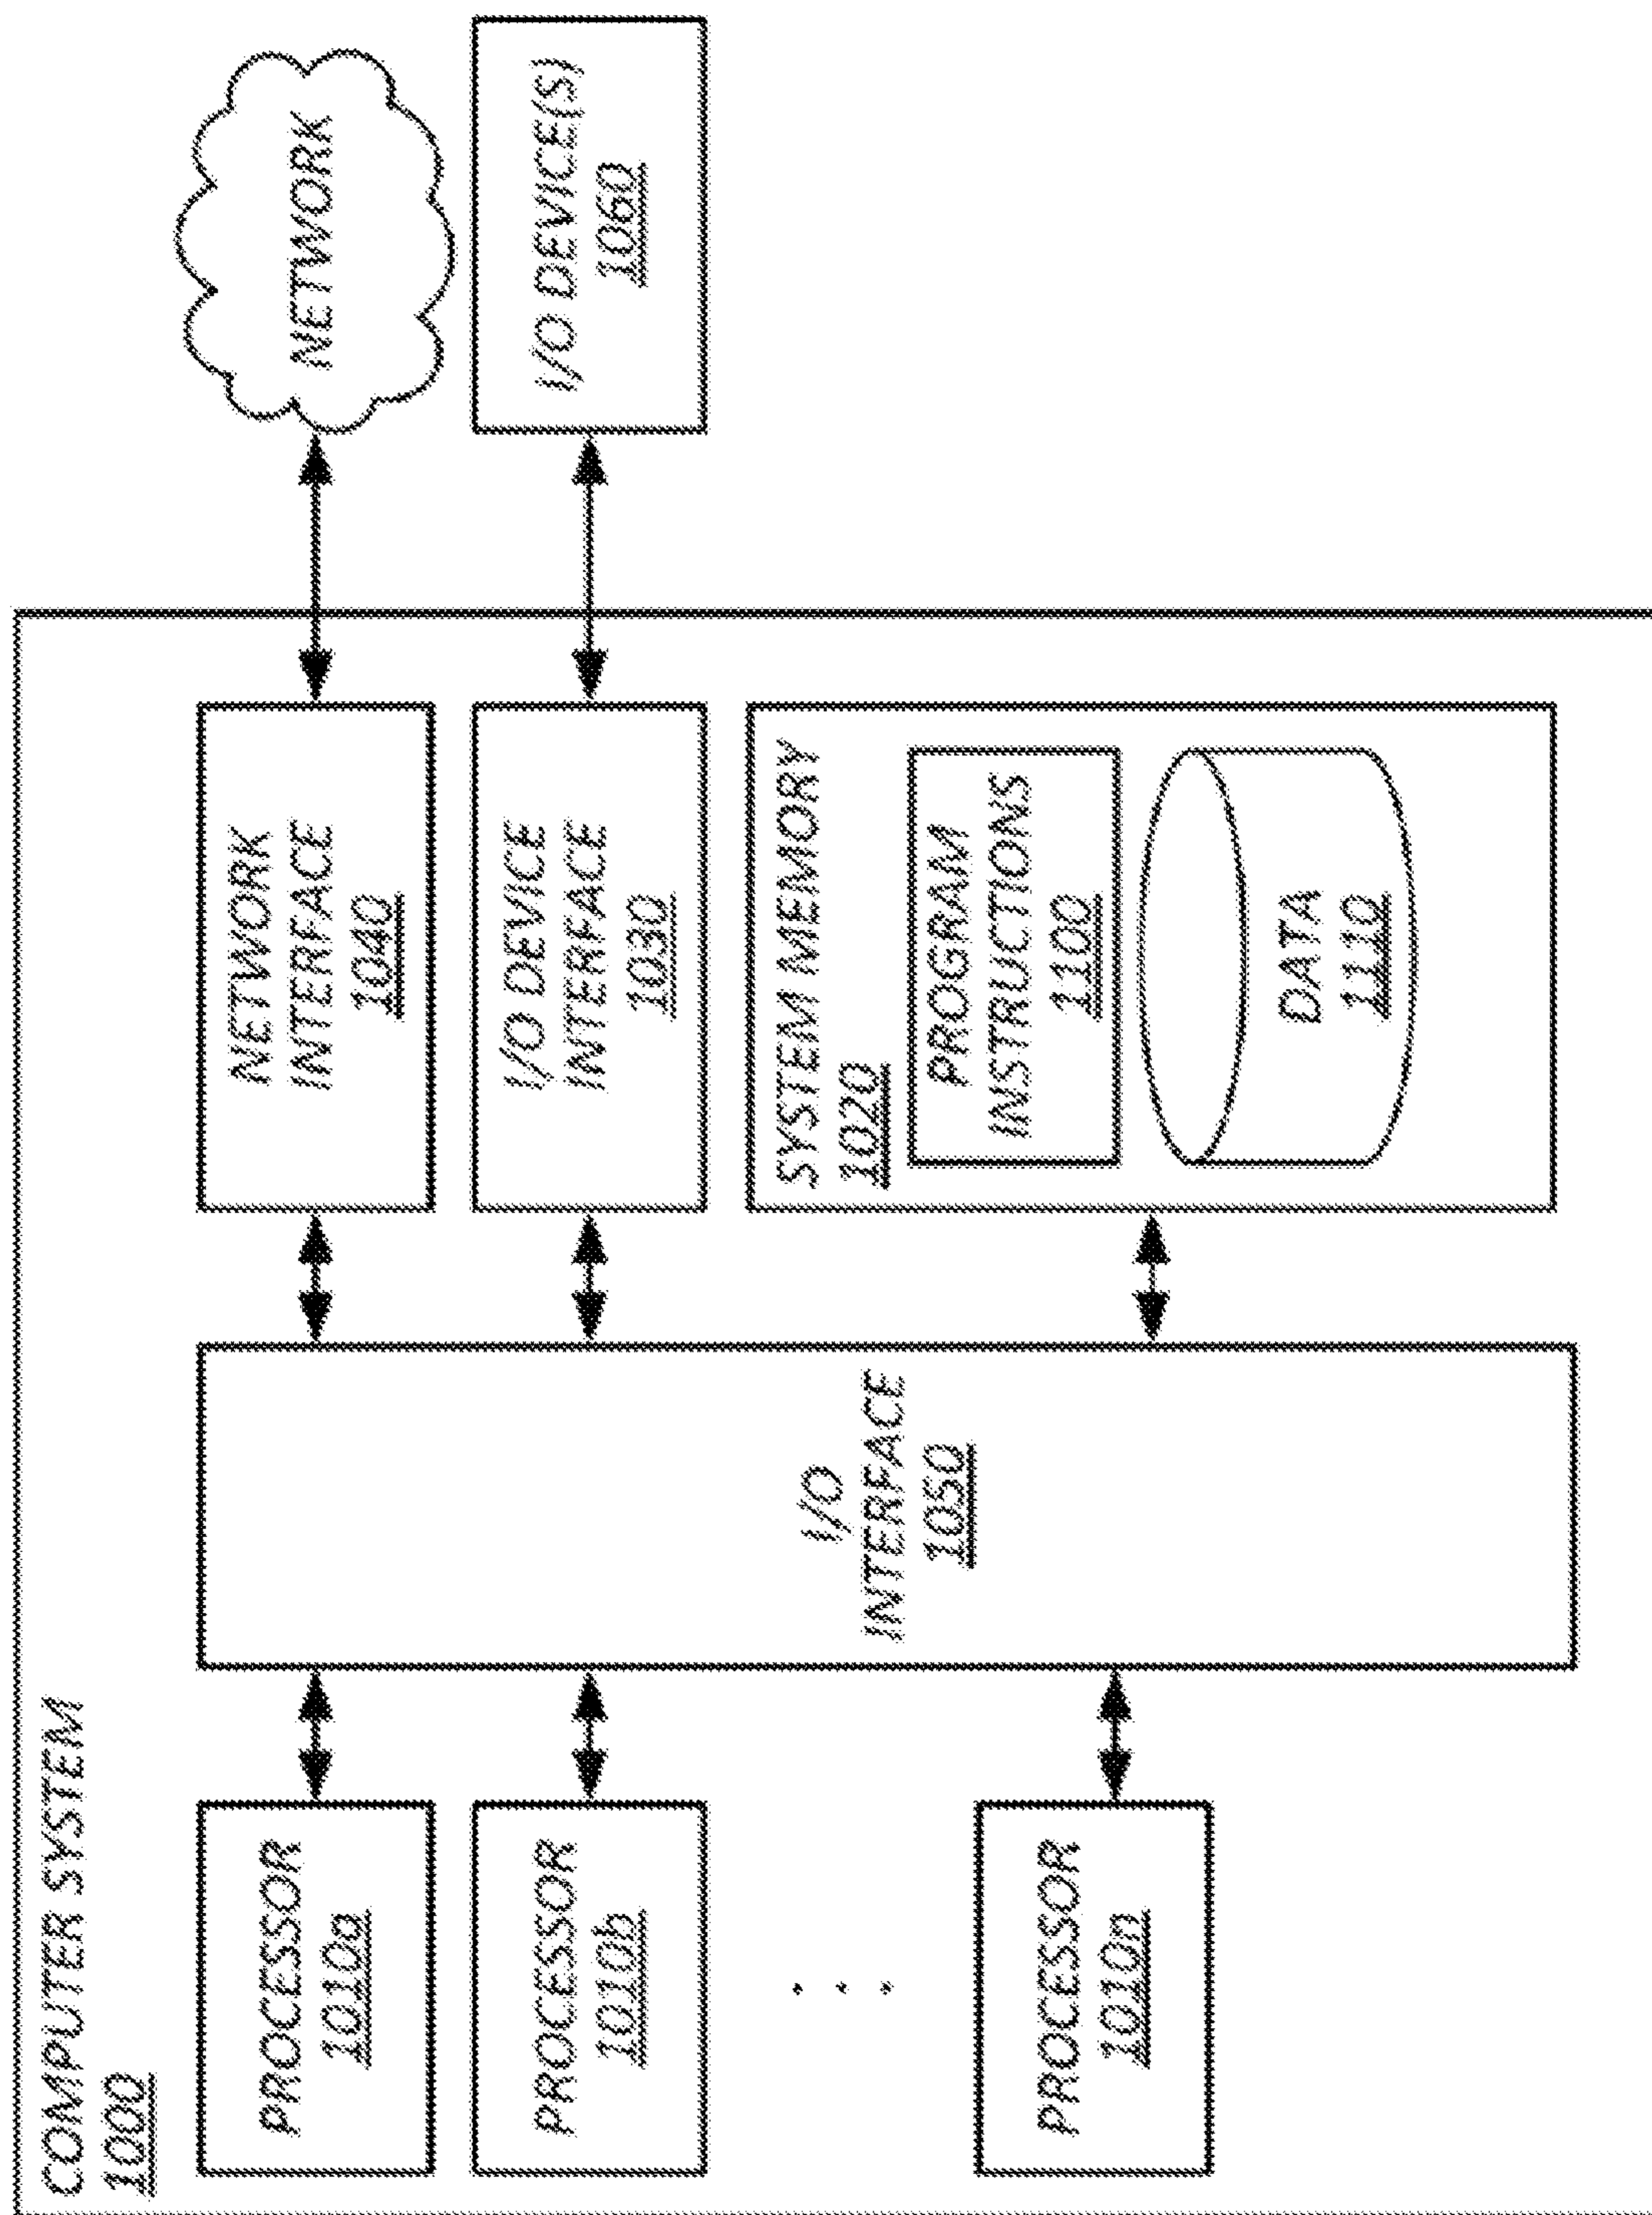 COMPUTER SYSTEM
1000
PROCESSOR
1010a
PROCESSOR
1010b
. . .
PROCESSOR
1010n
I/O
INTERFACE
1050
NETWORK
INTERFACE
1040
I/O DEVICE
INTERFACE
1030
SYSTEM MEMORY
1020
PROGRAM
INSTRUCTIONS
1100
DATA
1110
NETWORK
I/O DEVICE(S)
1060